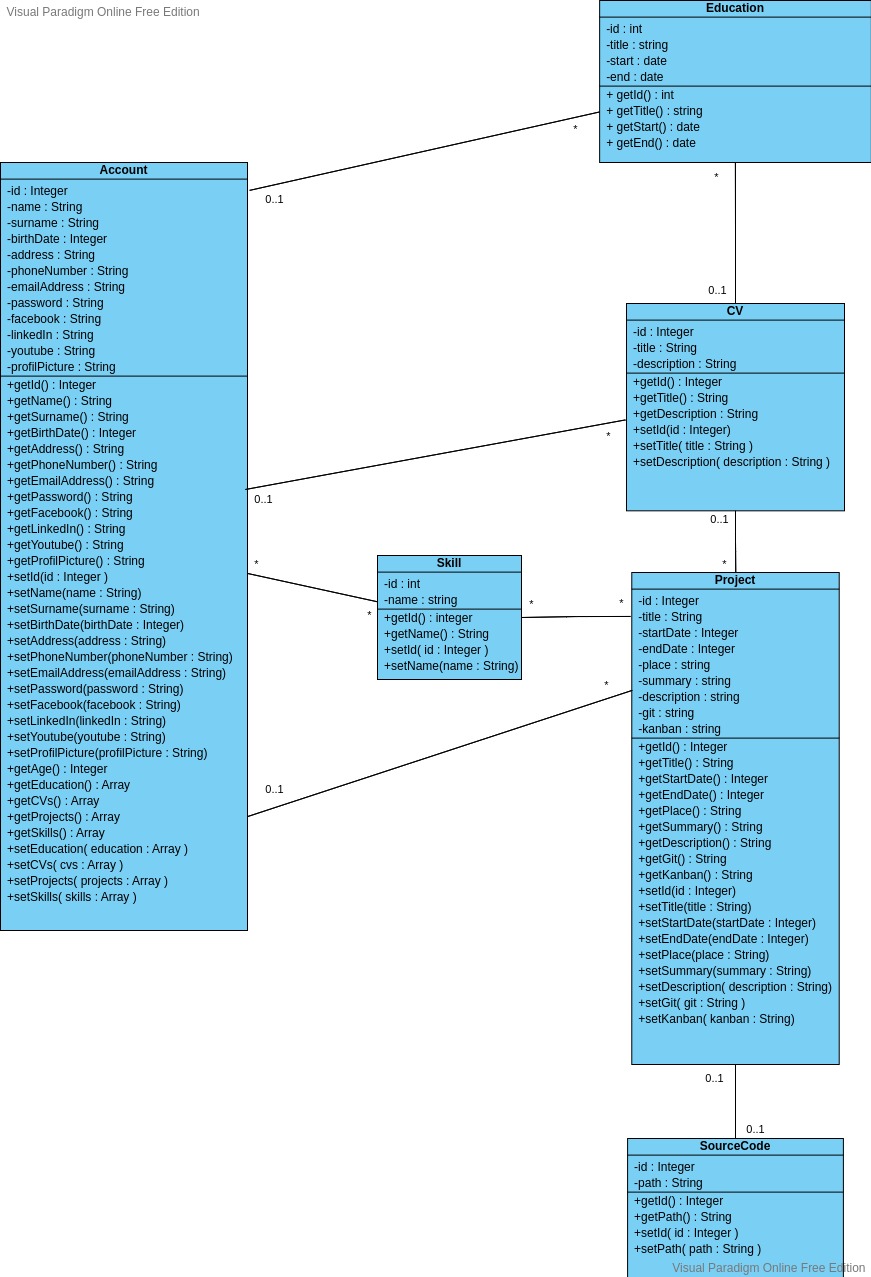 Visual Paradigm Online Free Edition
Education
-id : int
-title : string
-start : date
-end : date
+ getId() : int
+ getTitle() : string
+ getStart() : date
+ getEnd() : date
*
0..1
*
0..1
Account
-id : Integer
-name : String
-surname : String
-birthDate : Integer
-address : String
-phoneNumber : String
-emailAddress : String
-password : String
-facebook : String
-linkedIn : String
-youtube : String
-profilPicture : String
+getId() : Integer
+getName() : String
+getSurname() : String
+getBirthDate() : Integer
+getAddress() : String
+getPhoneNumber() : String
+getEmailAddress() : String
+getPassword() : String
+getFacebook() : String
+getLinkedIn() : String
+getYoutube() : String
+getProfilPicture() : String
+setId(id : Integer )
+setName(name : String)
+setSurname(surname : String)
+setBirthDate(birthDate : Integer)
+setAddress(address : String)
+setPhoneNumber(phoneNumber : String)
+setEmailAddress(emailAddress : String)
+setPassword(password : String)
+setFacebook(facebook : String)
+setLinkedIn(linkedIn : String)
+setYoutube(youtube : String)
+setProfilPicture(profilPicture : String)
+getAge() : Integer
+getEducation() : Array
+getCVs() : Array
+getProjects() : Array
+getSkills() : Array
+setEducation( education : Array )
+setCVs( cvs : Array )
+setProjects( projects : Array )
+setSkills( skills : Array )
CV
-id : Integer
-title : String
-description : String
+getId() : Integer
+getTitle() : String
+getDescription : String
+setId(id : Integer)
+setTitle( title : String )
+setDescription( description : String )
*
0..1
0..1
*
*
*
Skill
-id : int
-name : string
+getId() : integer
+getName() : String
+setId( id : Integer )
+setName(name : String)
*
*
*
0..1
Project
-id : Integer
-title : String
-startDate : Integer
-endDate : Integer
-place : string
-summary : string
-description : string
-git : string
-kanban : string
+getId() : Integer
+getTitle() : String
+getStartDate() : Integer
+getEndDate() : Integer
+getPlace() : String
+getSummary() : String
+getDescription() : String
+getGit() : String
+getKanban() : String
+setId(id : Integer)
+setTitle(title : String)
+setStartDate(startDate : Integer)
+setEndDate(endDate : Integer)
+setPlace(place : String)
+setSummary(summary : String)
+setDescription( description : String)
+setGit( git : String )
+setKanban( kanban : String)
0..1
0..1
SourceCode
-id : Integer
-path : String
+getId() : Integer
+getPath() : String
+setId( id : Integer )
+setPath( path : String )
Visual Paradigm Online Free Edition